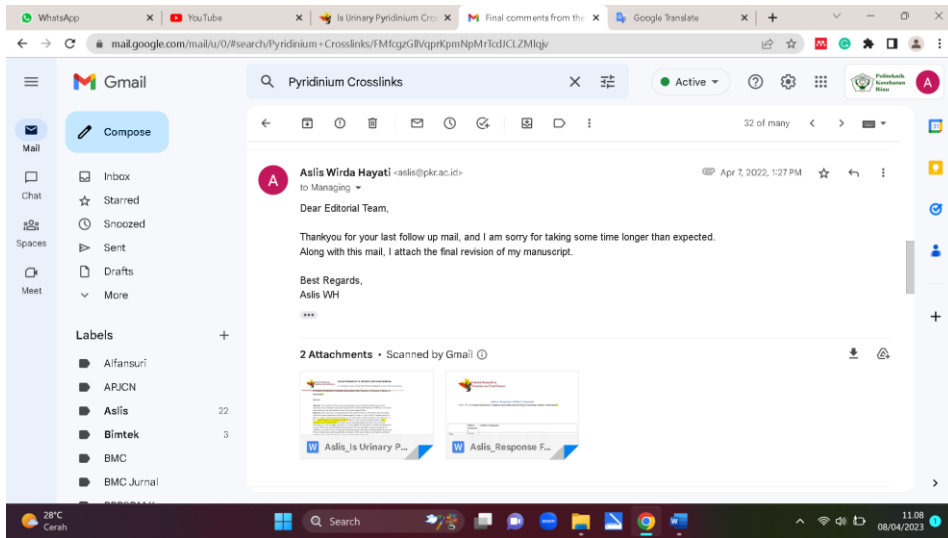 WhatsApp
YouTube
Is Urinary Pyridinium Cro
Final comments from the
Google Translate
mail.google.com/mail/u/0/#search/Pyridinium+Crosslinks/FMfcgzGllVqprKpmNpMrTcdJCLZMlqjv
Gmail
Pyridinium Crosslinks
Active
Politeknik
Kesehatan
Riau
A
Mail
Chat
Spaces
Meet
Compose
Inbox
Starred
Snoozed
Sent
Drafts
More
Labels
Alfansuri
APJCN
Aslis 22
Bimtek 3
BMC
BMC Jurnal
32 of many
A
Aslis Wirda Hayati <aslis@pkr.ac.id>
to Managing
Apr 7, 2022, 1:27 PM
Dear Editorial Team,
Thankyou for your last follow up mail, and I am sorry for taking some time longer than expected.
Along with this mail, I attach the final revision of my manuscript.
Best Regards,
Aslis WH
2 Attachments • Scanned by Gmail
W Aslis_Is Urinary P...
W Aslis_Response F...
31
28°C
Cerah
Search
zoom
11.08
08/04/2023
1